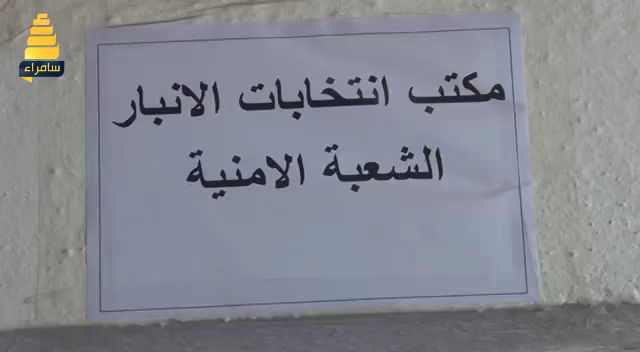 سامراء
مكتب انتخابات الانبار
الشعبة الامنية